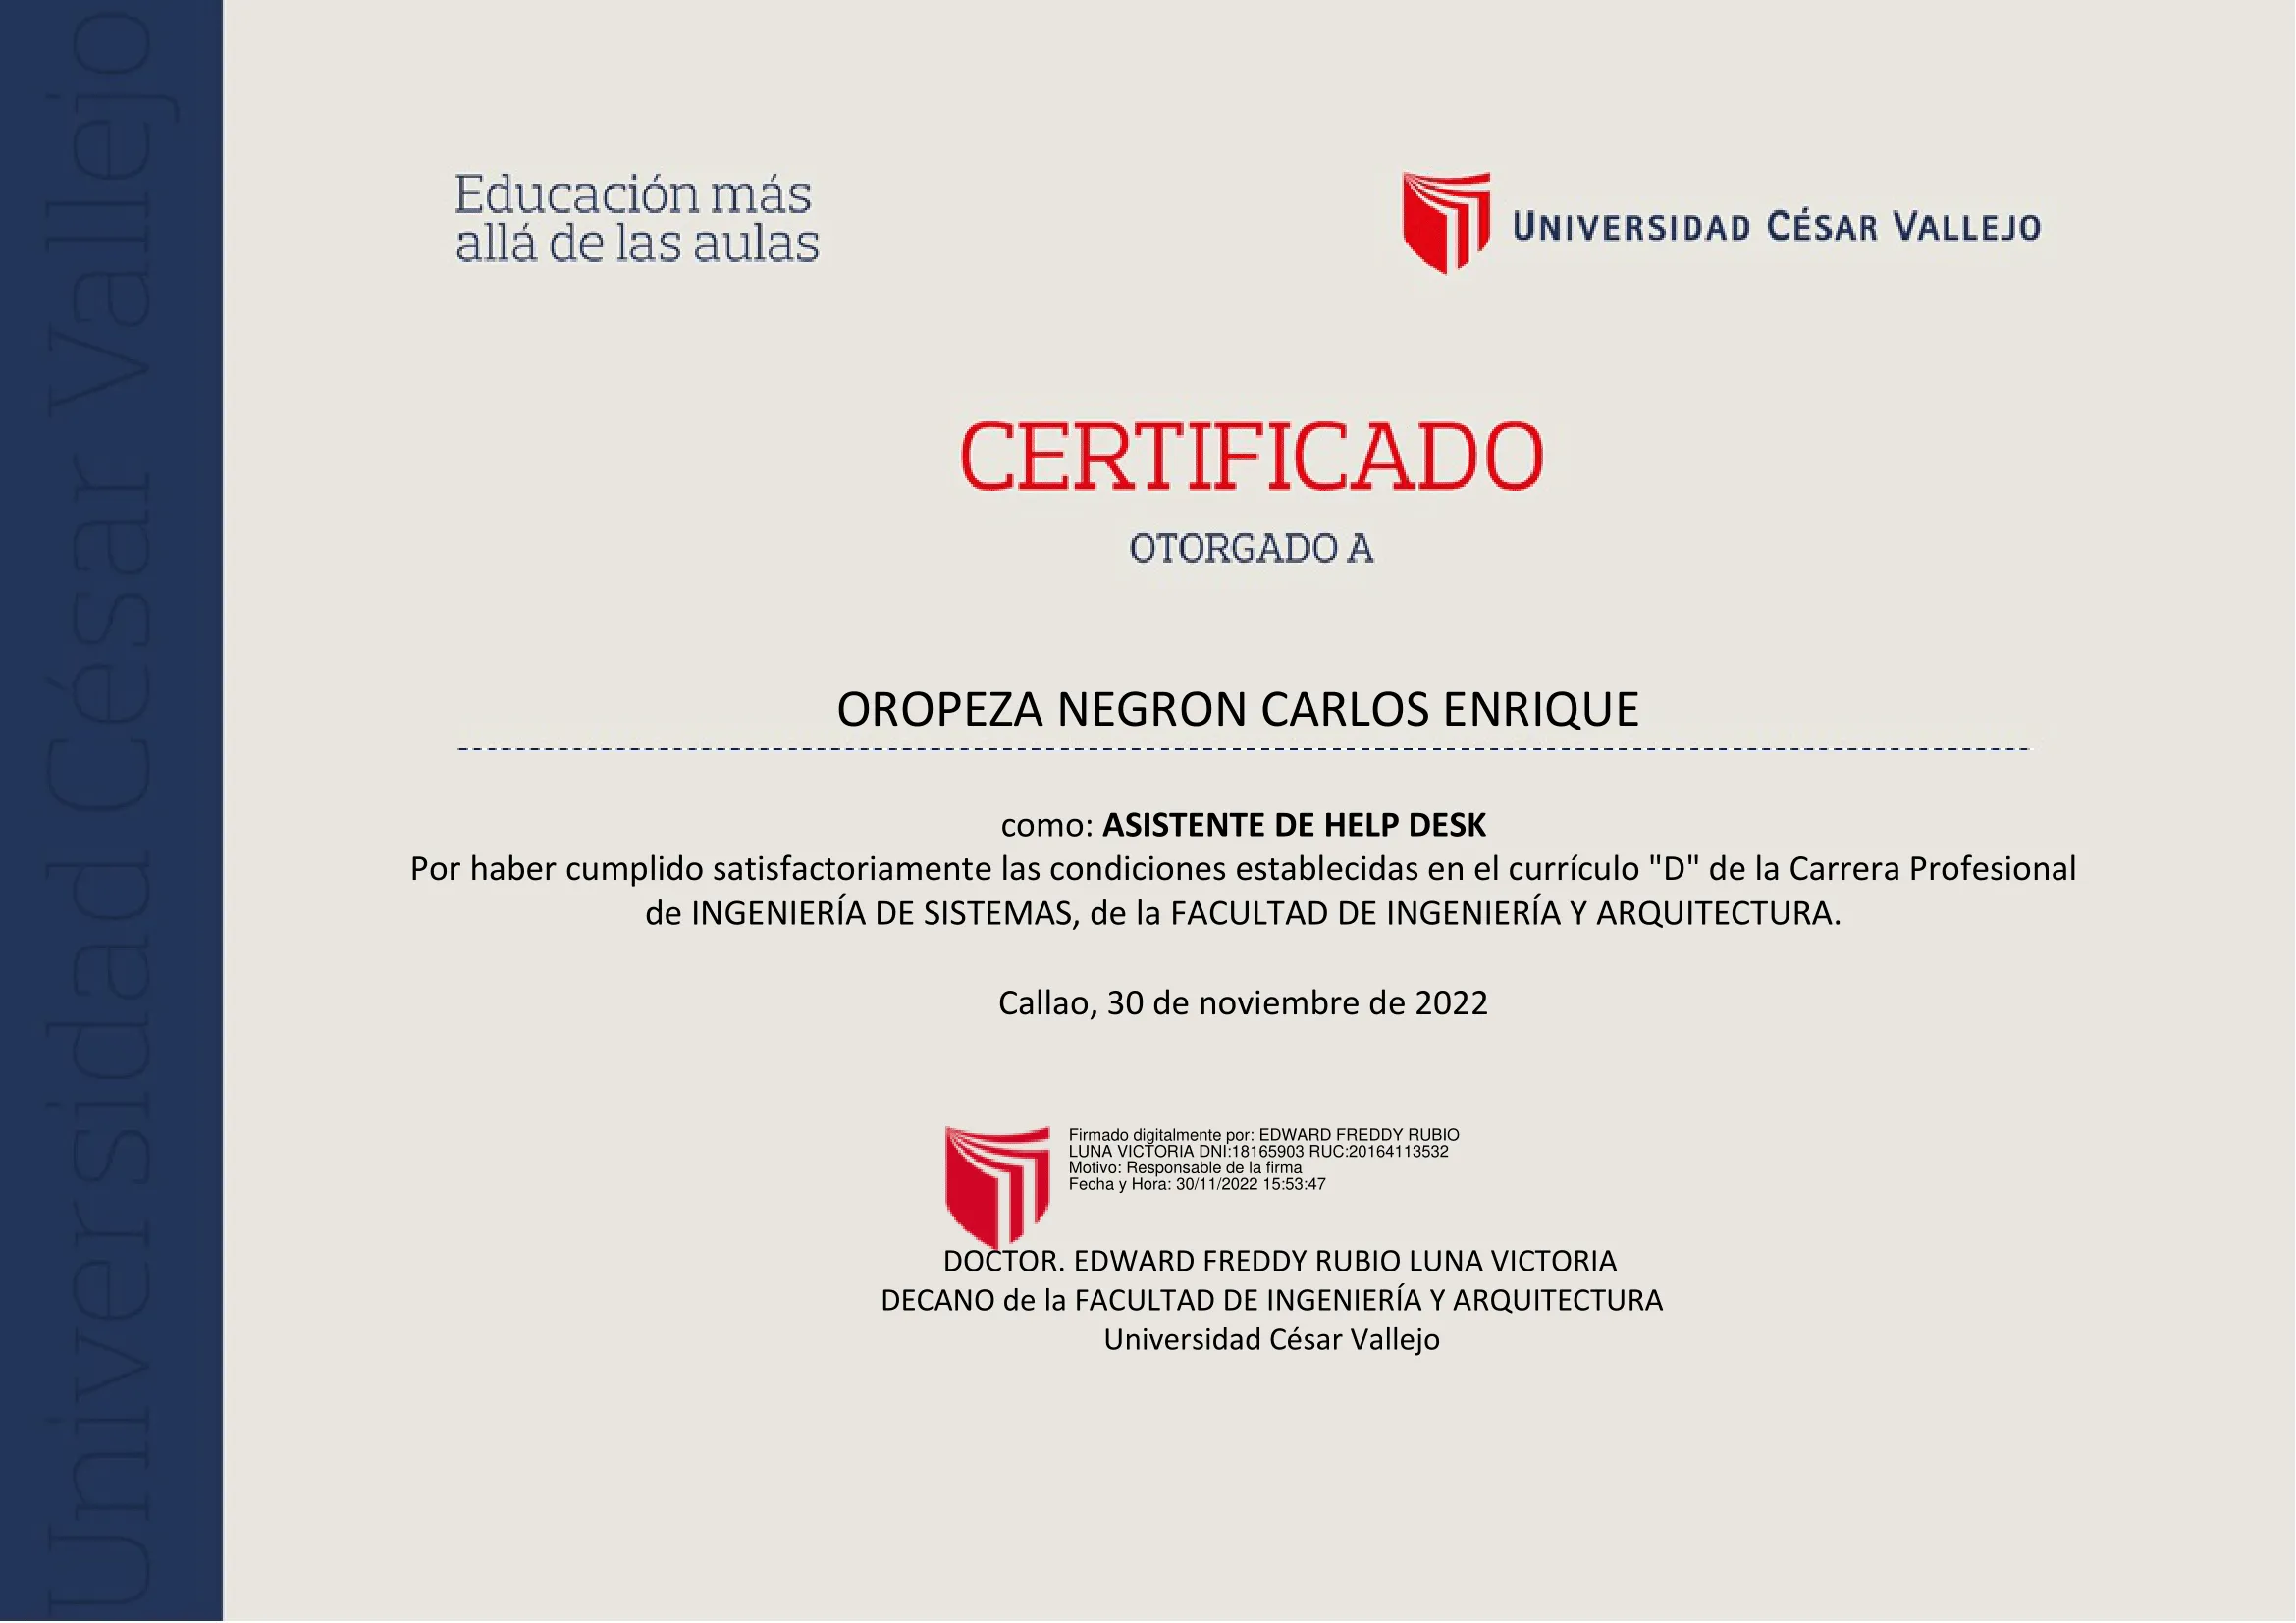 Universidad César Vallejo
Educación más
allá de las aulas
UNIVERSIDAD CÉSAR VALLEJO
CERTIFICADO
OTORGADO A
OROPEZA NEGRON CARLOS ENRIQUE
como: ASISTENTE DE HELP DESK
Por haber cumplido satisfactoriamente las condiciones establecidas en el currículo "D" de la Carrera Profesional
de INGENIERÍA DE SISTEMAS, de la FACULTAD DE INGENIERÍA Y ARQUITECTURA.
Callao, 30 de noviembre de 2022
Firmado digitalmente por: EDWARD FREDDY RUBIO
LUNA VICTORIA DNI:18165903 RUC:20164113532
Motivo: Responsable de la firma
Fecha y Hora: 30/11/2022 15:53:47
DOCTOR. EDWARD FREDDY RUBIO LUNA VICTORIA
DECANO de la FACULTAD DE INGENIERÍA Y ARQUITECTURA
Universidad César Vallejo